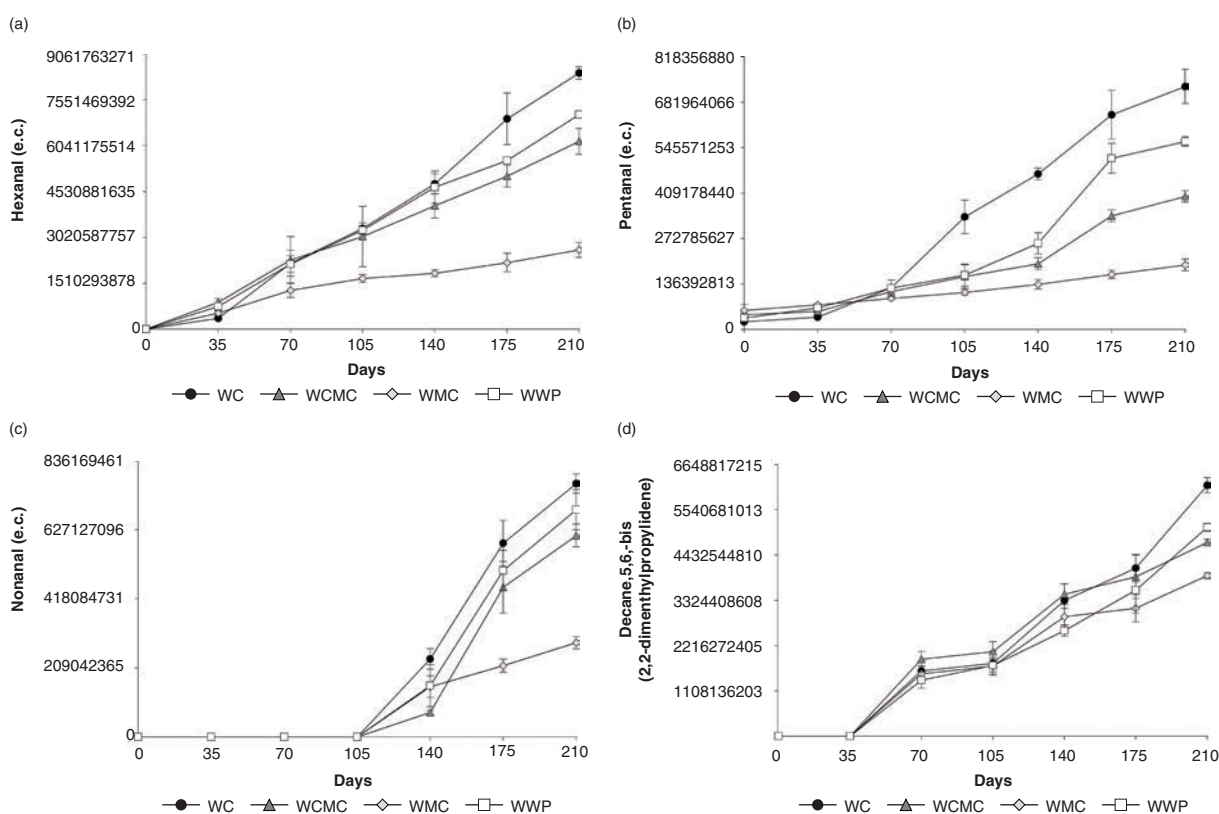 (a)
Hexanal (e.c.)
9061763271
7551469392
6041175514
4530881635
3020587757
1510293878
0
0 35 70 105 140 175 210
Days
WC WCMC WMC WWP
(b)
Pentanal (e.c.)
818356880
681964066
545571253
409178440
272785627
136392813
0
0 35 70 105 140 175 210
Days
WC WCMC WMC WWP
(c)
Nonanal (e.c.)
836169461
627127096
418084731
209042365
0
0 35 70 105 140 175 210
Days
WC WCMC WMC WWP
(d)
Decane,5,6,-bis
(2,2-dimenthylpropylidene)
6648817215
5540681013
4432544810
3324408608
2216272405
1108136203
0 35 70 105 140 175 210
Days
WC WCMC WMC WWP